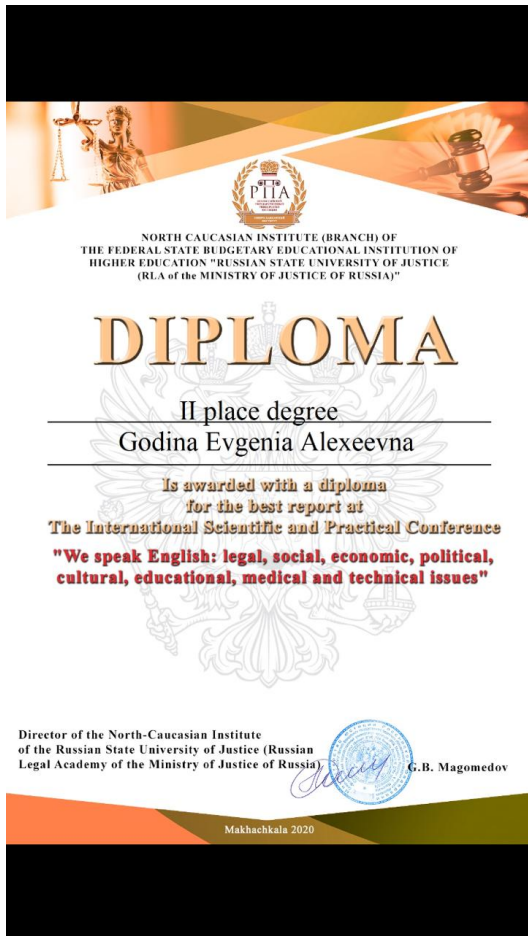 РПА
NORTH CAUCASIAN INSTITUTE (BRANCH) OF
THE FEDERAL STATE BUDGETARY EDUCATIONAL INSTITUTION OF
HIGHER EDUCATION "RUSSIAN STATE UNIVERSITY OF JUSTICE
(RLA of the MINISTRY OF JUSTICE OF RUSSIA)"
DIPLOMA
II place degree
Godina Evgenia Alexeevna
Is awarded with a diploma
for the best report at
The International Scientific and Practical Conference
"We speak English: legal, social, economic, political,
cultural, educational, medical and technical issues"
Director of the North-Caucasian Institute
of the Russian State University of Justice (Russian
Legal Academy of the Ministry of Justice of Russia)
G.B. Magomedov
Makhachkala 2020